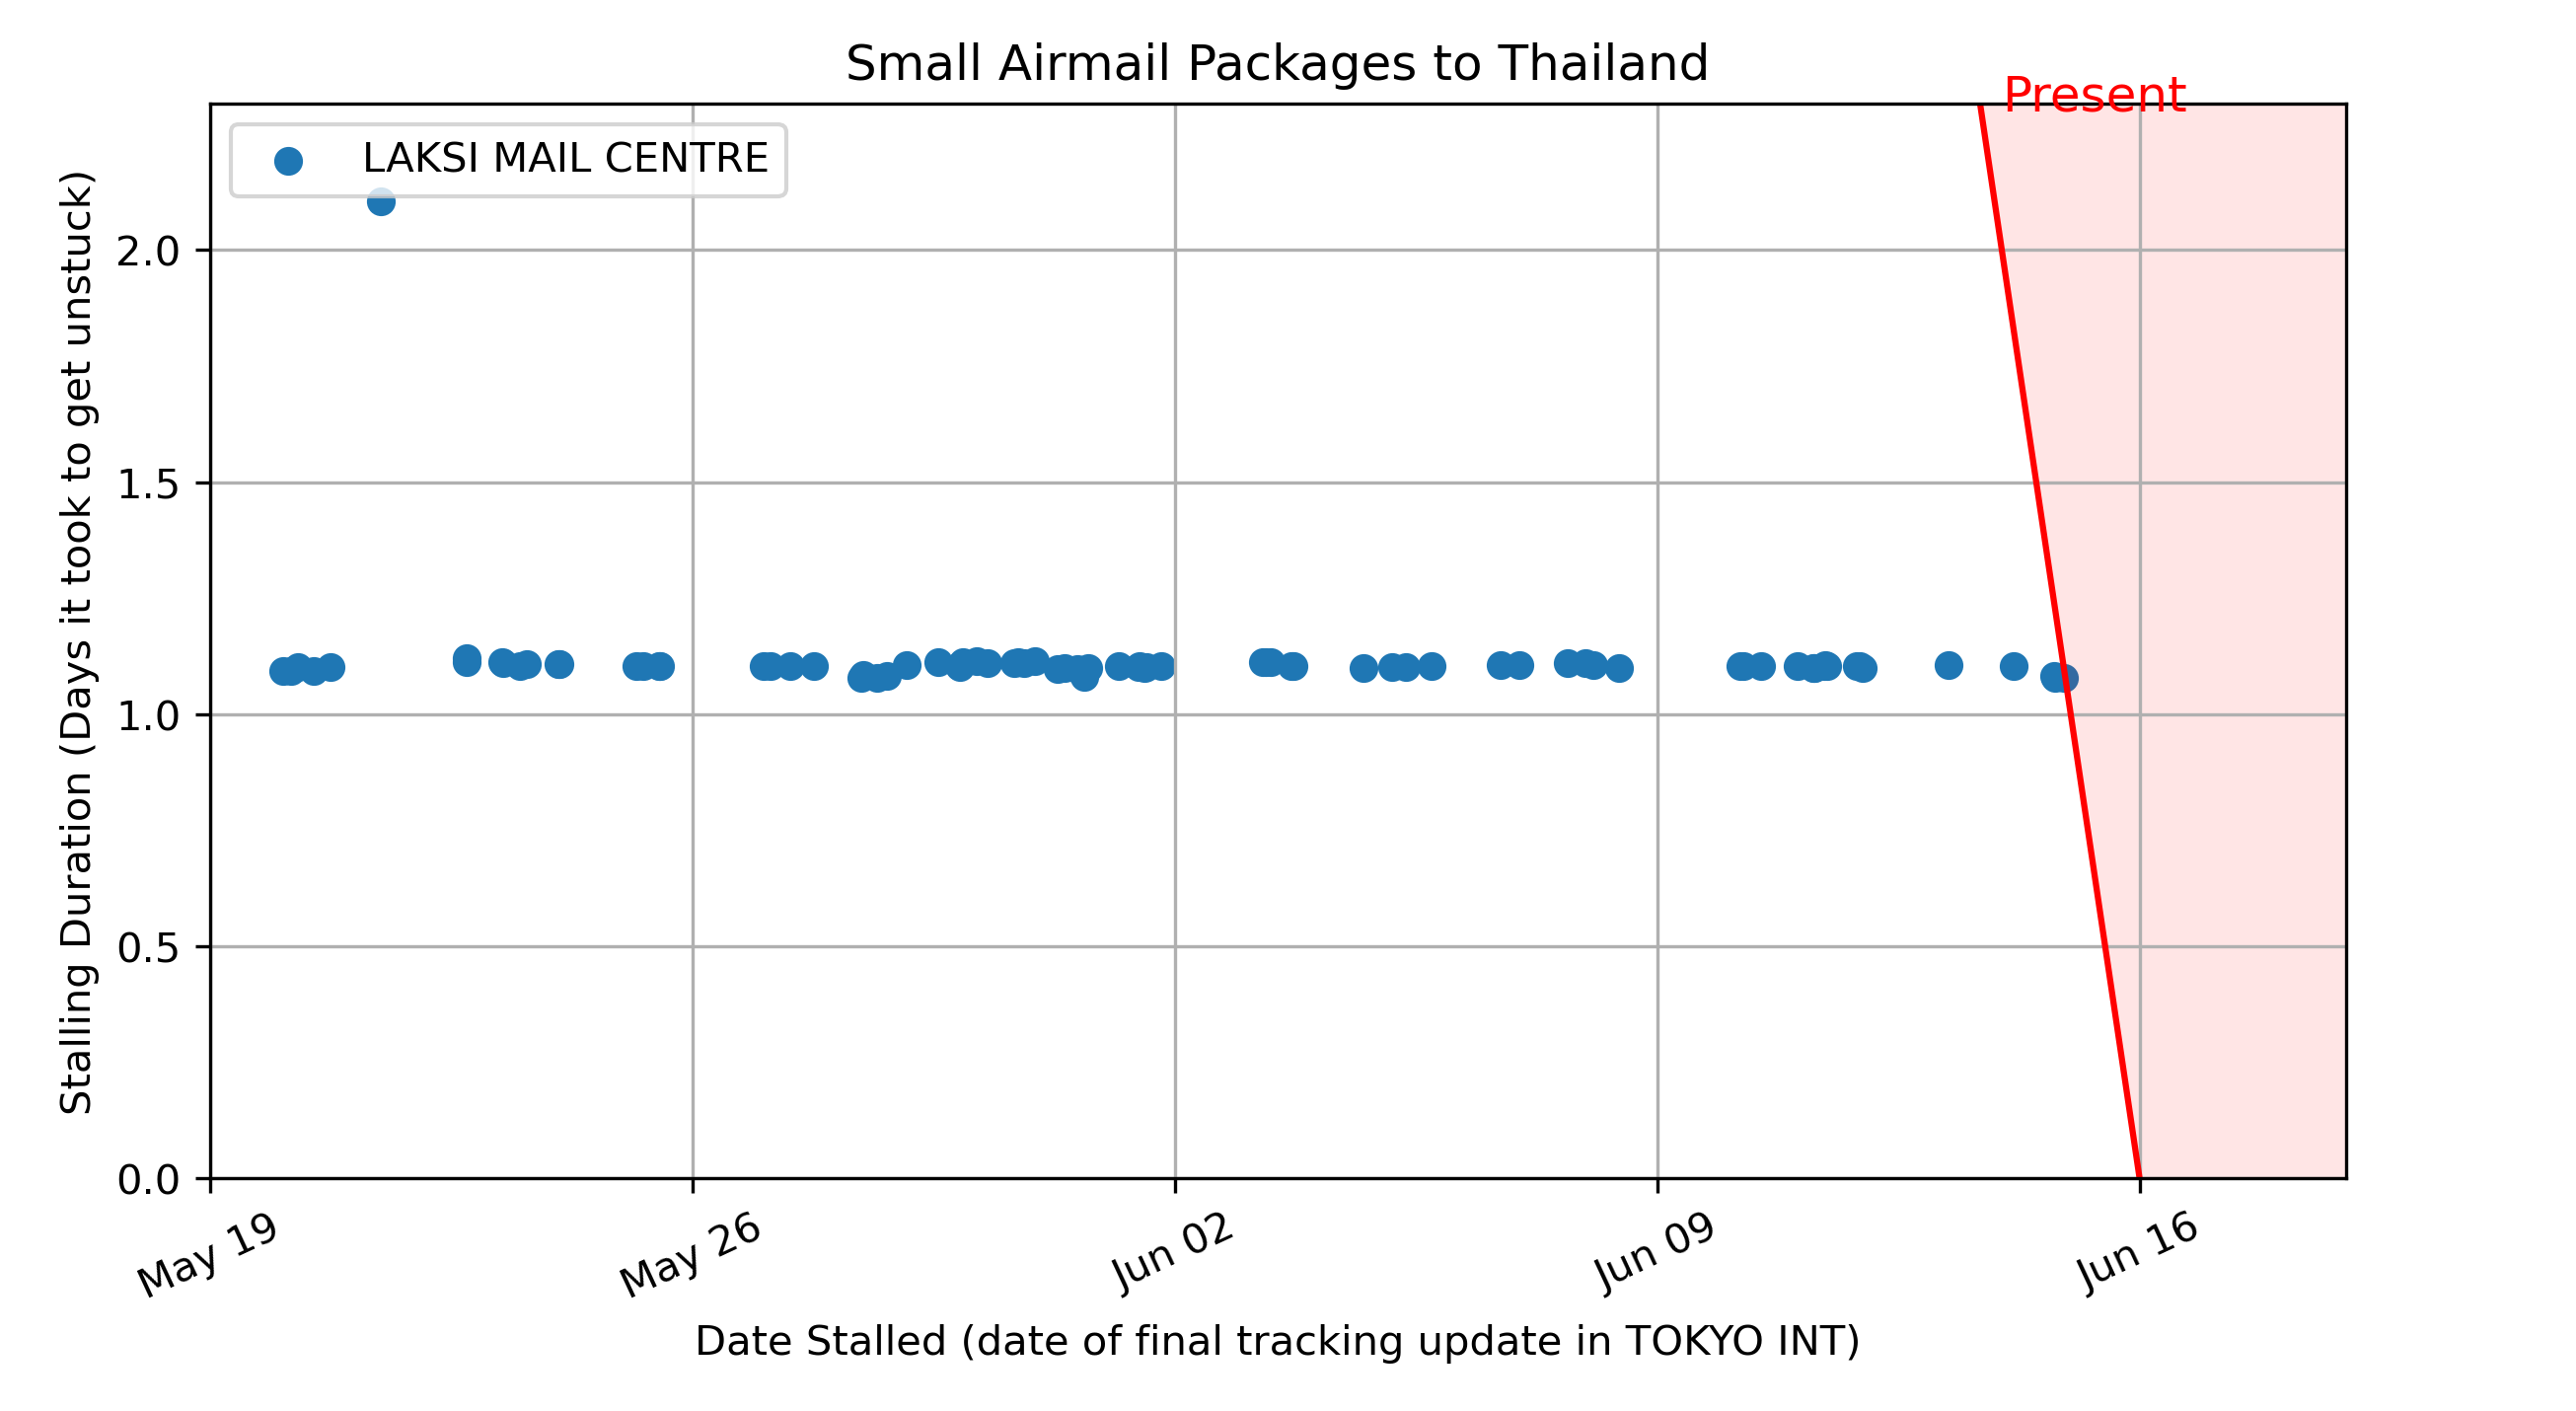 Small Airmail Packages to Thailand
Present
LAKSI MAIL CENTRE
Stalling Duration (Days it took to get unstuck)
2.0
1.5
1.0
0.5
0.0
May 19
May 26
Jun 02
Jun 09
Jun 16
Date Stalled (date of final tracking update in TOKYO INT)